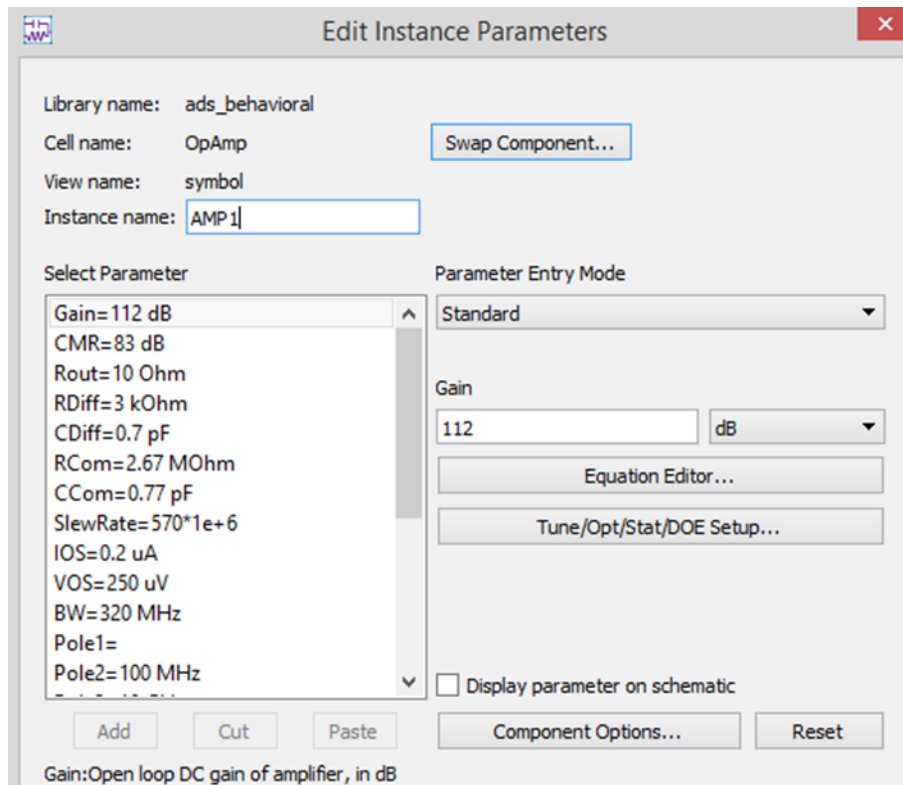 Edit Instance Parameters
Library name: ads_behavioral
Cell name: OpAmp
Swap Component...
View name: symbol
Instance name: AMP1
Select Parameter
Gain=112 dB
CMR=83 dB
Rout=10 Ohm
RDiff=3 kOhm
CDiff=0.7 pF
RCom=2.67 MOhm
CCom=0.77 pF
SlewRate=570*1e+6
IOS=0.2 uA
VOS=250 uV
BW=320 MHz
Pole1=
Pole2=100 MHz
Add
Cut
Paste
Parameter Entry Mode
Standard
Gain
112 dB
Equation Editor...
Tune/Opt/Stat/DOE Setup...
Display parameter on schematic
Component Options...
Reset
Gain:Open loop DC gain of amplifier, in dB